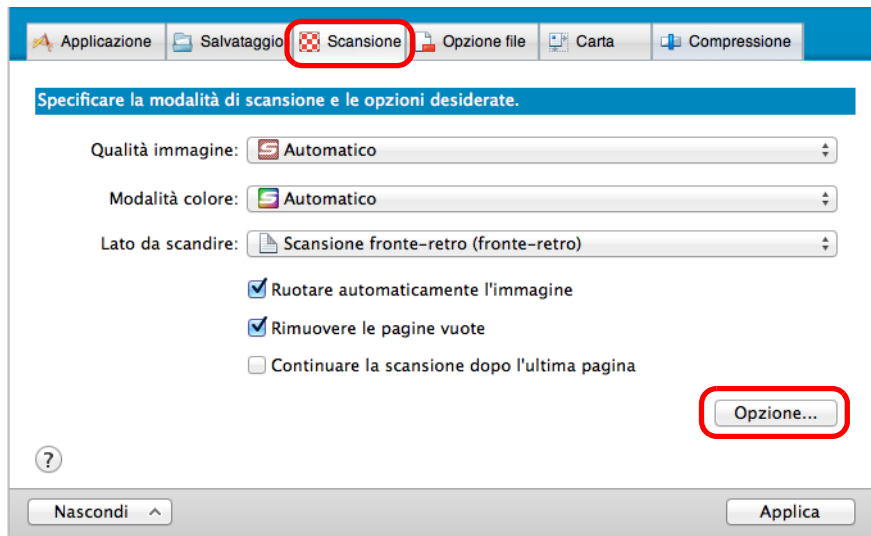 Applicazione Salvataggio Scansione Opzione file Carta Compressione
Specificare la modalità di scansione e le opzioni desiderate.
Qualità immagine: Automatico
Modalità colore: Automatico
Lato da scandire: Scansione fronte-retro (fronte-retro)
Ruotare automaticamente l'immagine
Rimuovere le pagine vuote
Continuare la scansione dopo l'ultima pagina
Opzione...
?
Nascondi Applica